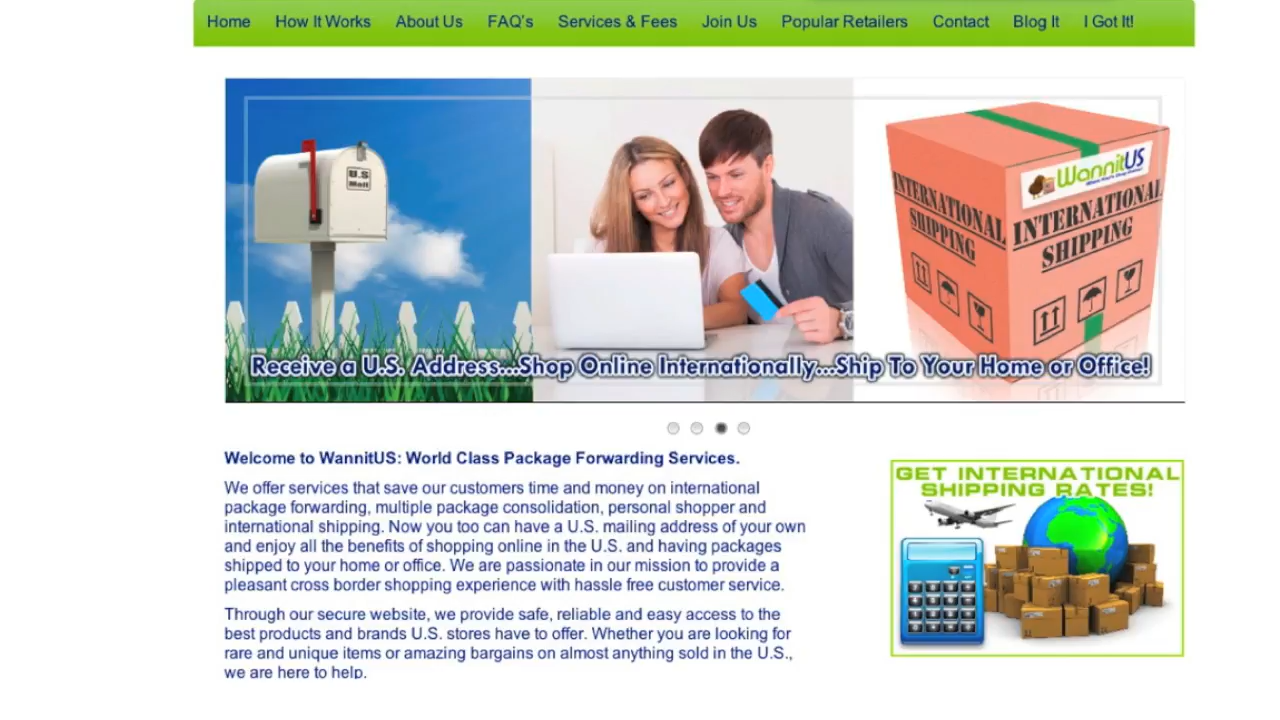 Home How It Works About Us FAQ's Services & Fees Join Us Popular Retailers Contact Blog It I Got It!
U.S
Mail
WannitUS
INTERNATIONAL
SHIPPING
INTERNATIONAL
SHIPPING
Receive a U.S. Address...Shop Online Internationally...Ship To Your Home or Office!
Welcome to WannitUS: World Class Package Forwarding Services.
We offer services that save our customers time and money on international
package forwarding, multiple package consolidation, personal shopper and
international shipping. Now you too can have a U.S. mailing address of your own
and enjoy all the benefits of shopping online in the U.S. and having packages
shipped to your home or office. We are passionate in our mission to provide a
pleasant cross border shopping experience with hassle free customer service.
Through our secure website, we provide safe, reliable and easy access to the
best products and brands U.S. stores have to offer. Whether you are looking for
rare and unique items or amazing bargains on almost anything sold in the U.S.,
we are here to help.
GET INTERNATIONAL
SHIPPING RATES!